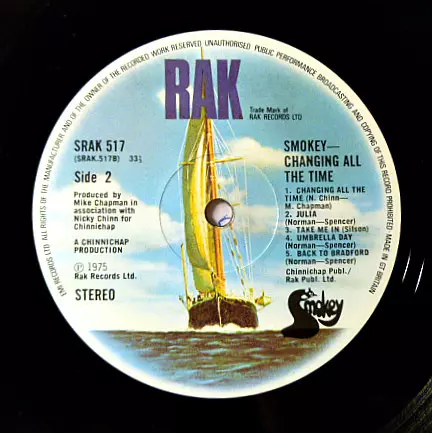 THE OWNER OF THE RECORDED WORK RESERVED UNAUTHORISED PUBLIC PERFORMANCE BROADCASTING AND COPYING OF THIS RECORD PROHIBITED. MADE IN GT BRITAIN
EMI RECORDS LTD ALL RIGHTS OF THE MANUFACTURER AND OF
RAK
Trade Mark of
RAK RECORDS LTD
SRAK 517
(SRAK.517B) 33⅓
Side 2
Produced by
Mike Chapman in
association with
Nicky Chinn for
Chinnichap
A CHINNICHAP
PRODUCTION
Ⓟ 1975
Rak Records Ltd.
STEREO
SMOKEY—
CHANGING ALL
THE TIME
1. CHANGING ALL THE
TIME (N. Chinn—
M. Chapman)
2. JULIA
(Norman—Spencer)
3. TAKE ME IN (Silson)
4. UMBRELLA DAY
(Norman—Spencer)
5. BACK TO BRADFORD
(Norman—Spencer)
Chinnichap Publ./
Rak Publ. Ltd.
Smokey